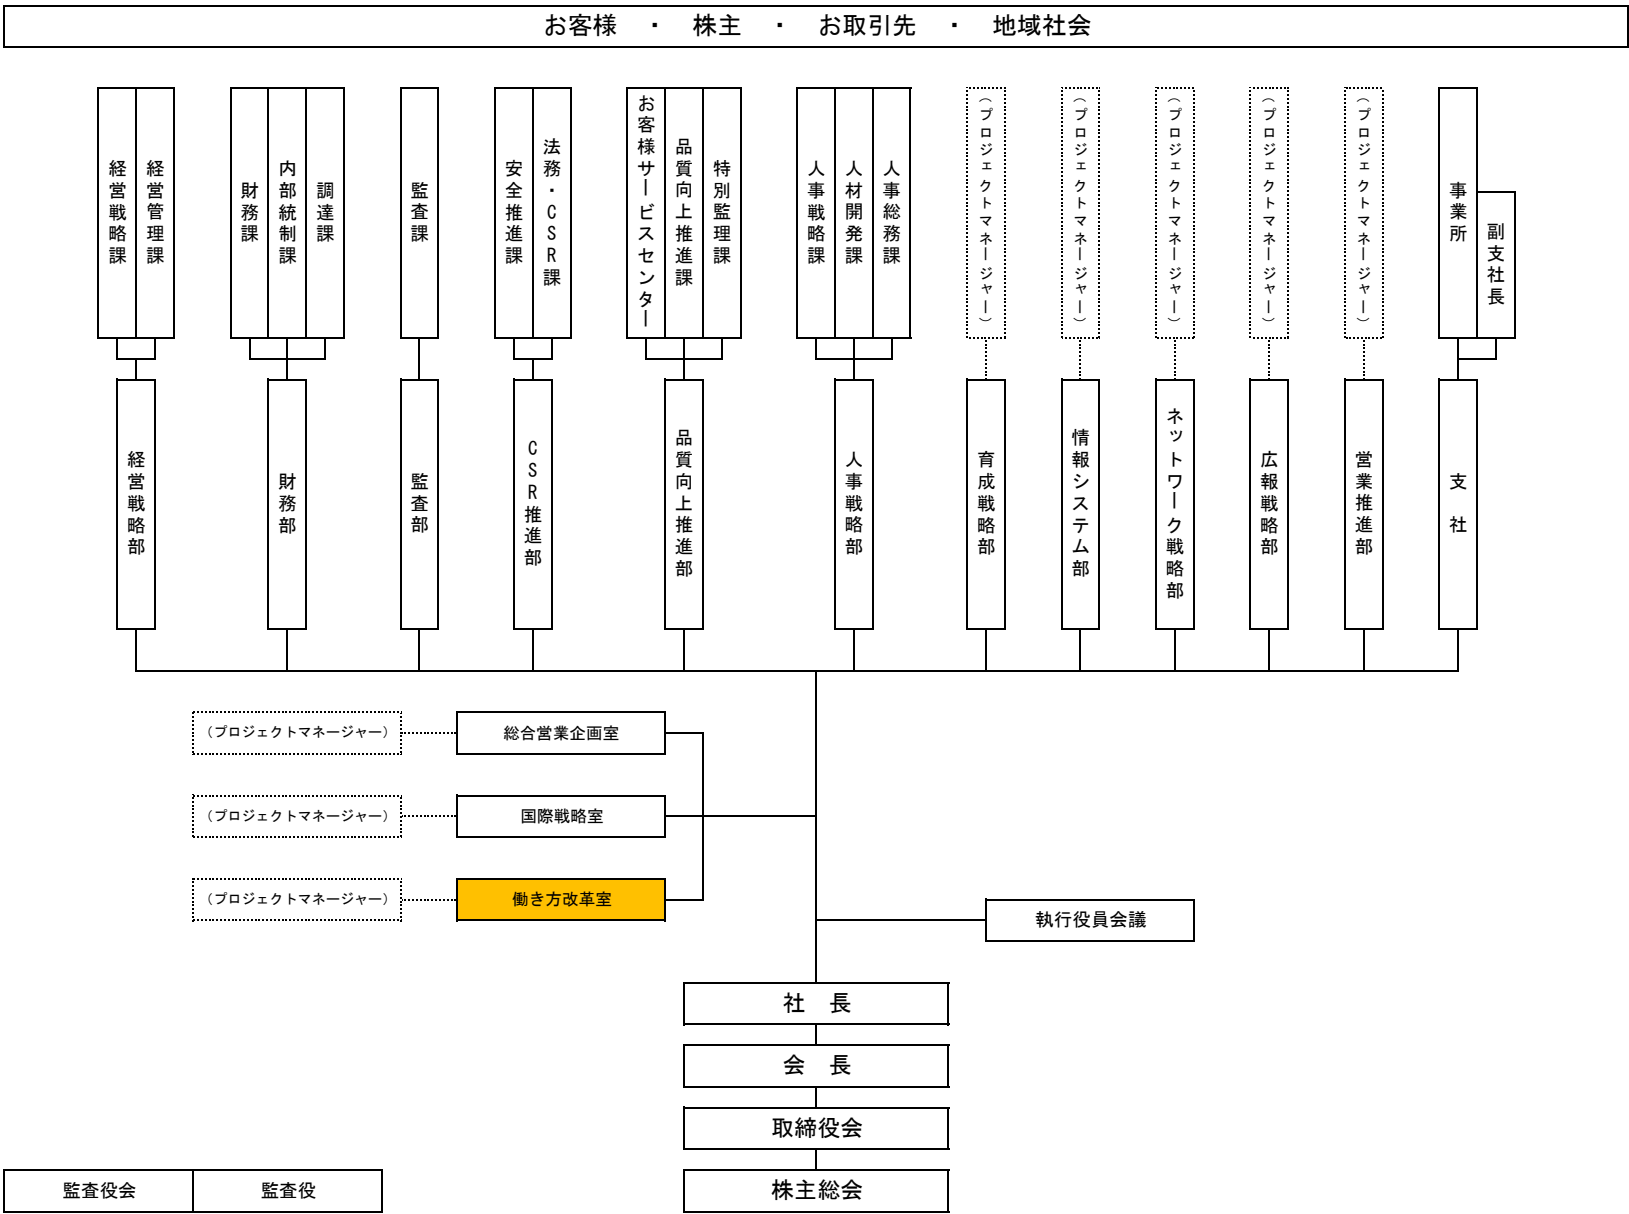 お客様　・　株主　・　お取引先　・　地域社会
経営戦略課
経営管理課
財務課
内部統制課
調達課
監査課
安全推進課
法務・CSR課
お客様サービスセンター
品質向上推進課
特別監理課
人事戦略課
人材開発課
人事総務課
（プロジェクトマネージャー）
（プロジェクトマネージャー）
（プロジェクトマネージャー）
（プロジェクトマネージャー）
（プロジェクトマネージャー）
事業所
副支社長
経営戦略部
財務部
監査部
CSR推進部
品質向上推進部
人事戦略部
育成戦略部
情報システム部
ネットワーク戦略部
広報戦略部
営業推進部
支　社
（プロジェクトマネージャー）
総合営業企画室
（プロジェクトマネージャー）
国際戦略室
（プロジェクトマネージャー）
働き方改革室
執行役員会議
社　長
会　長
取締役会
監査役会
監査役
株主総会